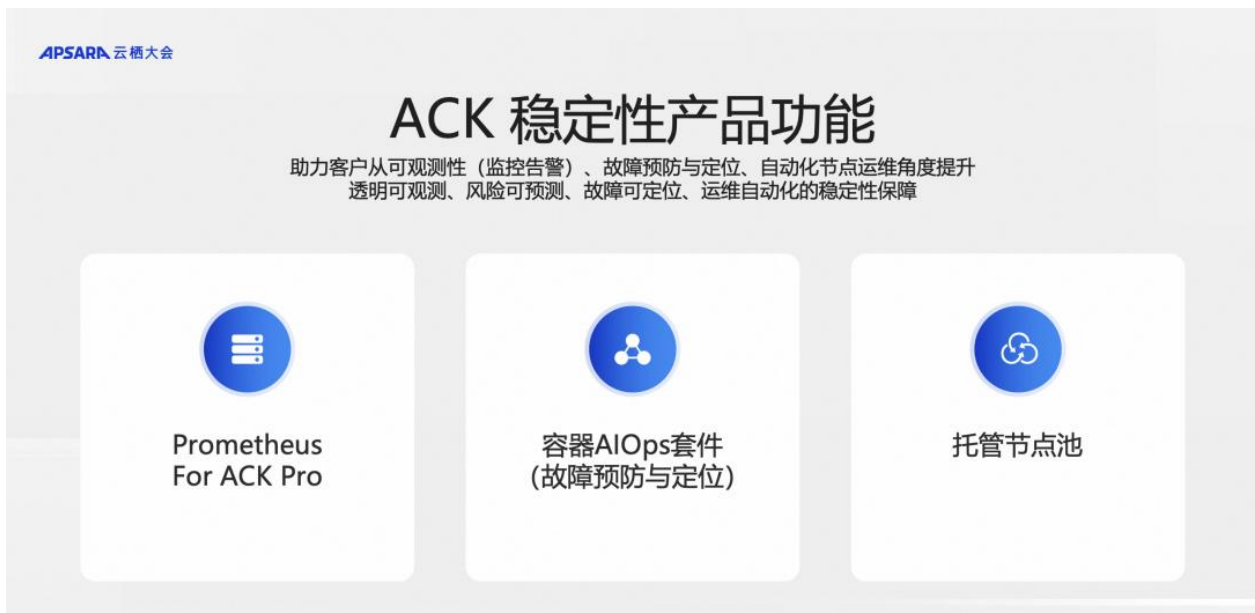 APSARA 云栖大会
ACK 稳定性产品功能
助力客户从可观测性（监控告警）、故障预防与定位、自动化节点运维角度提升
透明可观测、风险可预测、故障可定位、运维自动化的稳定性保障
Prometheus
For ACK Pro
容器AIOps套件
(故障预防与定位)
托管节点池